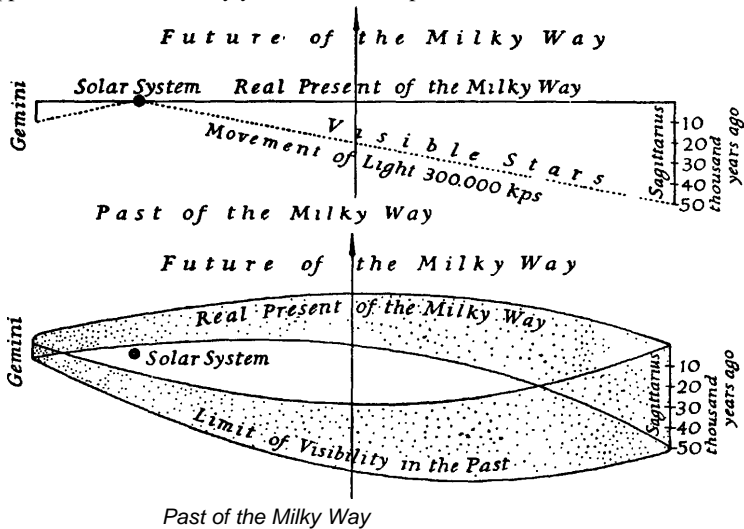 Future of the Milky Way
Gemini
Solar System
Real Present of the Milky Way
Visible Stars
Movement of Light 300.000 kps
Sagittarius
10
20
30
40
50
thousand
years ago
Past of the Milky Way
Future of the Milky Way
Gemini
Real Present of the Milky Way
Solar System
Limit of Visibility in the Past
Sagittarius
10
20
30
40
50
thousand
years ago
Past of the Milky Way